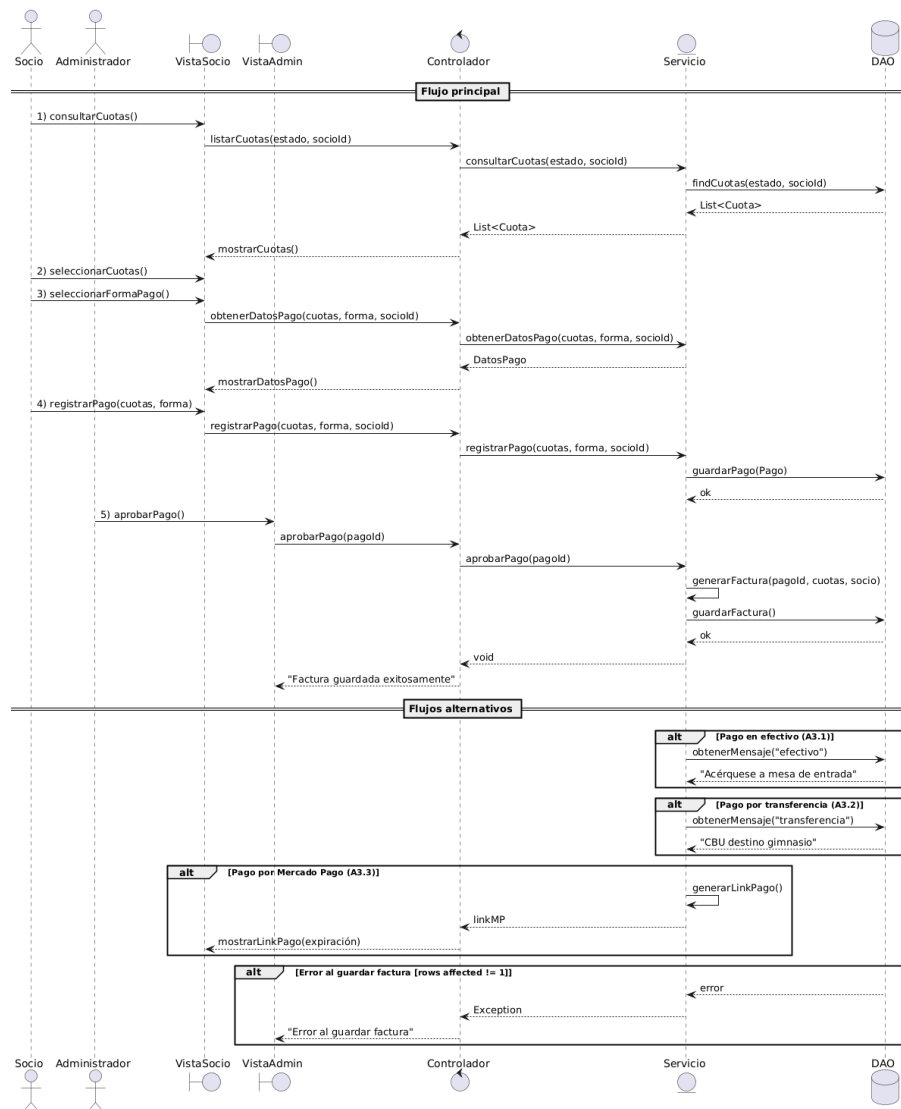 Socio Administrador VistaSocio VistaAdmin Controlador Servicio DAO
Flujo principal
1) consultarCuotas()
listarCuotas(estado, socioId)
consultarCuotas(estado, socioId)
findCuotas(estado, socioId)
List<Cuota>
List<Cuota>
mostrarCuotas()
2) seleccionarCuotas()
3) seleccionarFormaPago()
obtenerDatosPago(cuotas, forma, socioId)
obtenerDatosPago(cuotas, forma, socioId)
DatosPago
mostrarDatosPago()
4) registrarPago(cuotas, forma)
registrarPago(cuotas, forma, socioId)
registrarPago(cuotas, forma, socioId)
guardarPago(Pago)
ok
5) aprobarPago()
aprobarPago(pagoId)
aprobarPago(pagoId)
generarFactura(pagoId, cuotas, socio)
guardarFactura()
ok
void
"Factura guardada exitosamente"
Flujos alternativos
alt [Pago en efectivo (A3.1)]
obtenerMensaje("efectivo")
"Acérquese a mesa de entrada"
alt [Pago por transferencia (A3.2)]
obtenerMensaje("transferencia")
"CBU destino gimnasio"
alt [Pago por Mercado Pago (A3.3)]
generarLinkPago()
linkMP
mostrarLinkPago(expiración)
alt [Error al guardar factura [rows affected != 1]]
error
Exception
"Error al guardar factura"
Socio Administrador VistaSocio VistaAdmin Controlador Servicio DAO